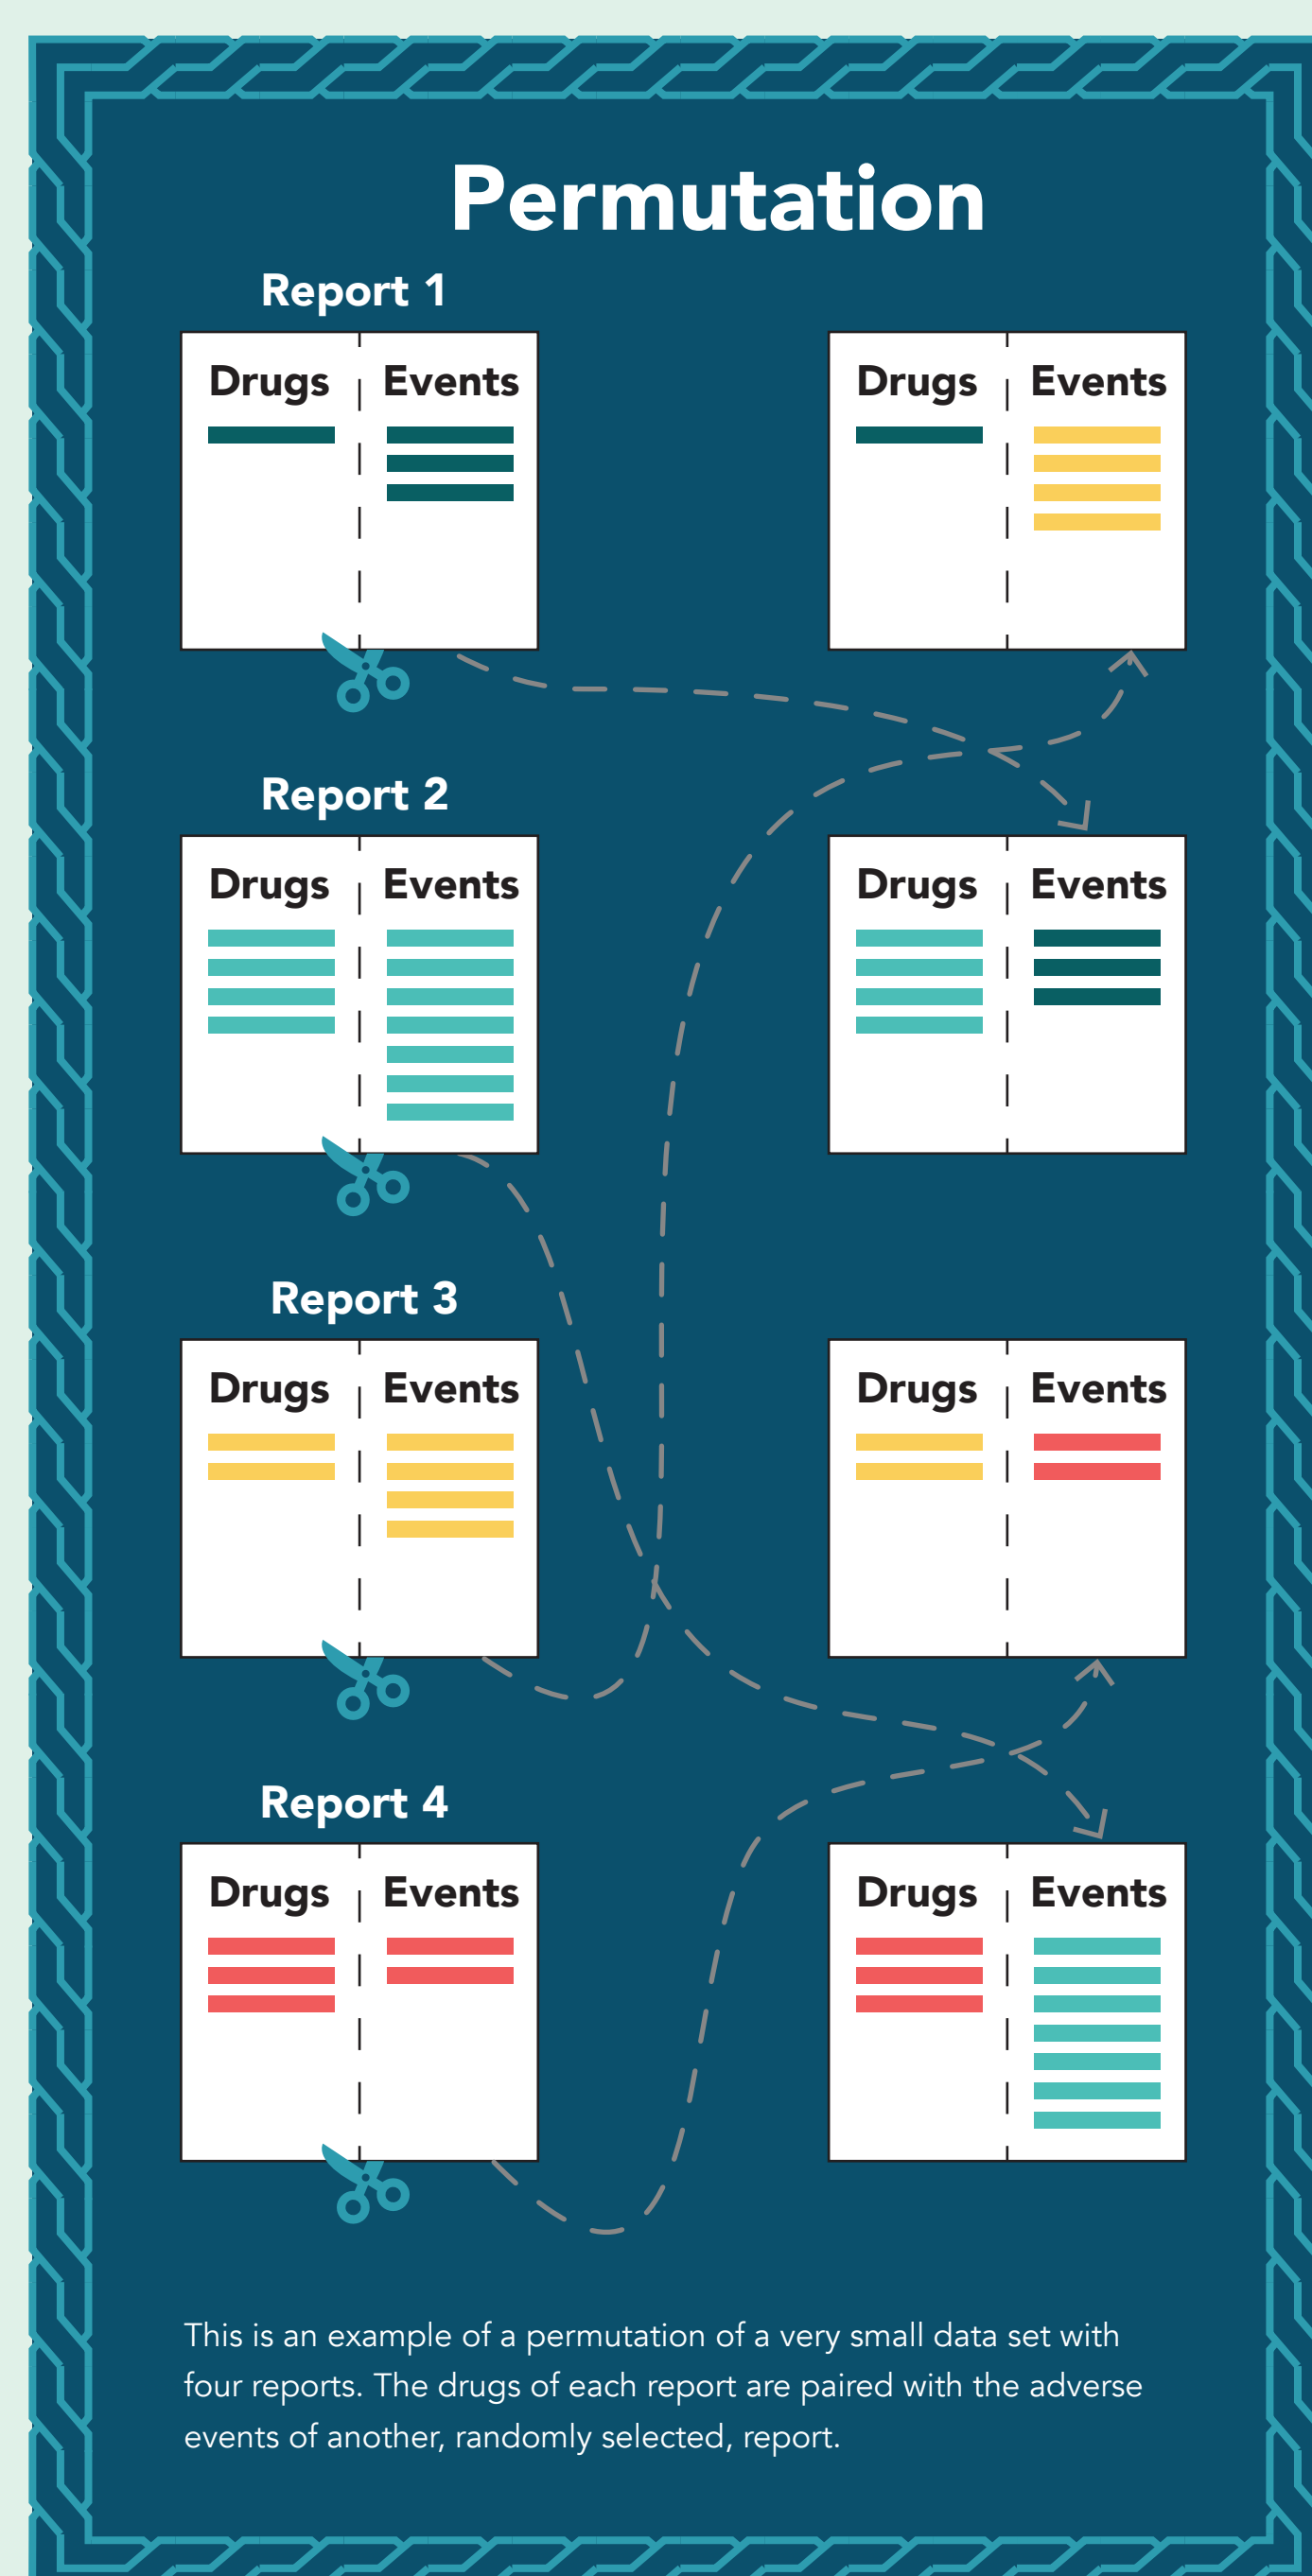 Permutation
Report 1
Drugs Events
Drugs Events
Report 2
Drugs Events
Drugs Events
Report 3
Drugs Events
Drugs Events
Report 4
Drugs Events
Drugs Events
This is an example of a permutation of a very small data set with
four reports. The drugs of each report are paired with the adverse
events of another, randomly selected, report.